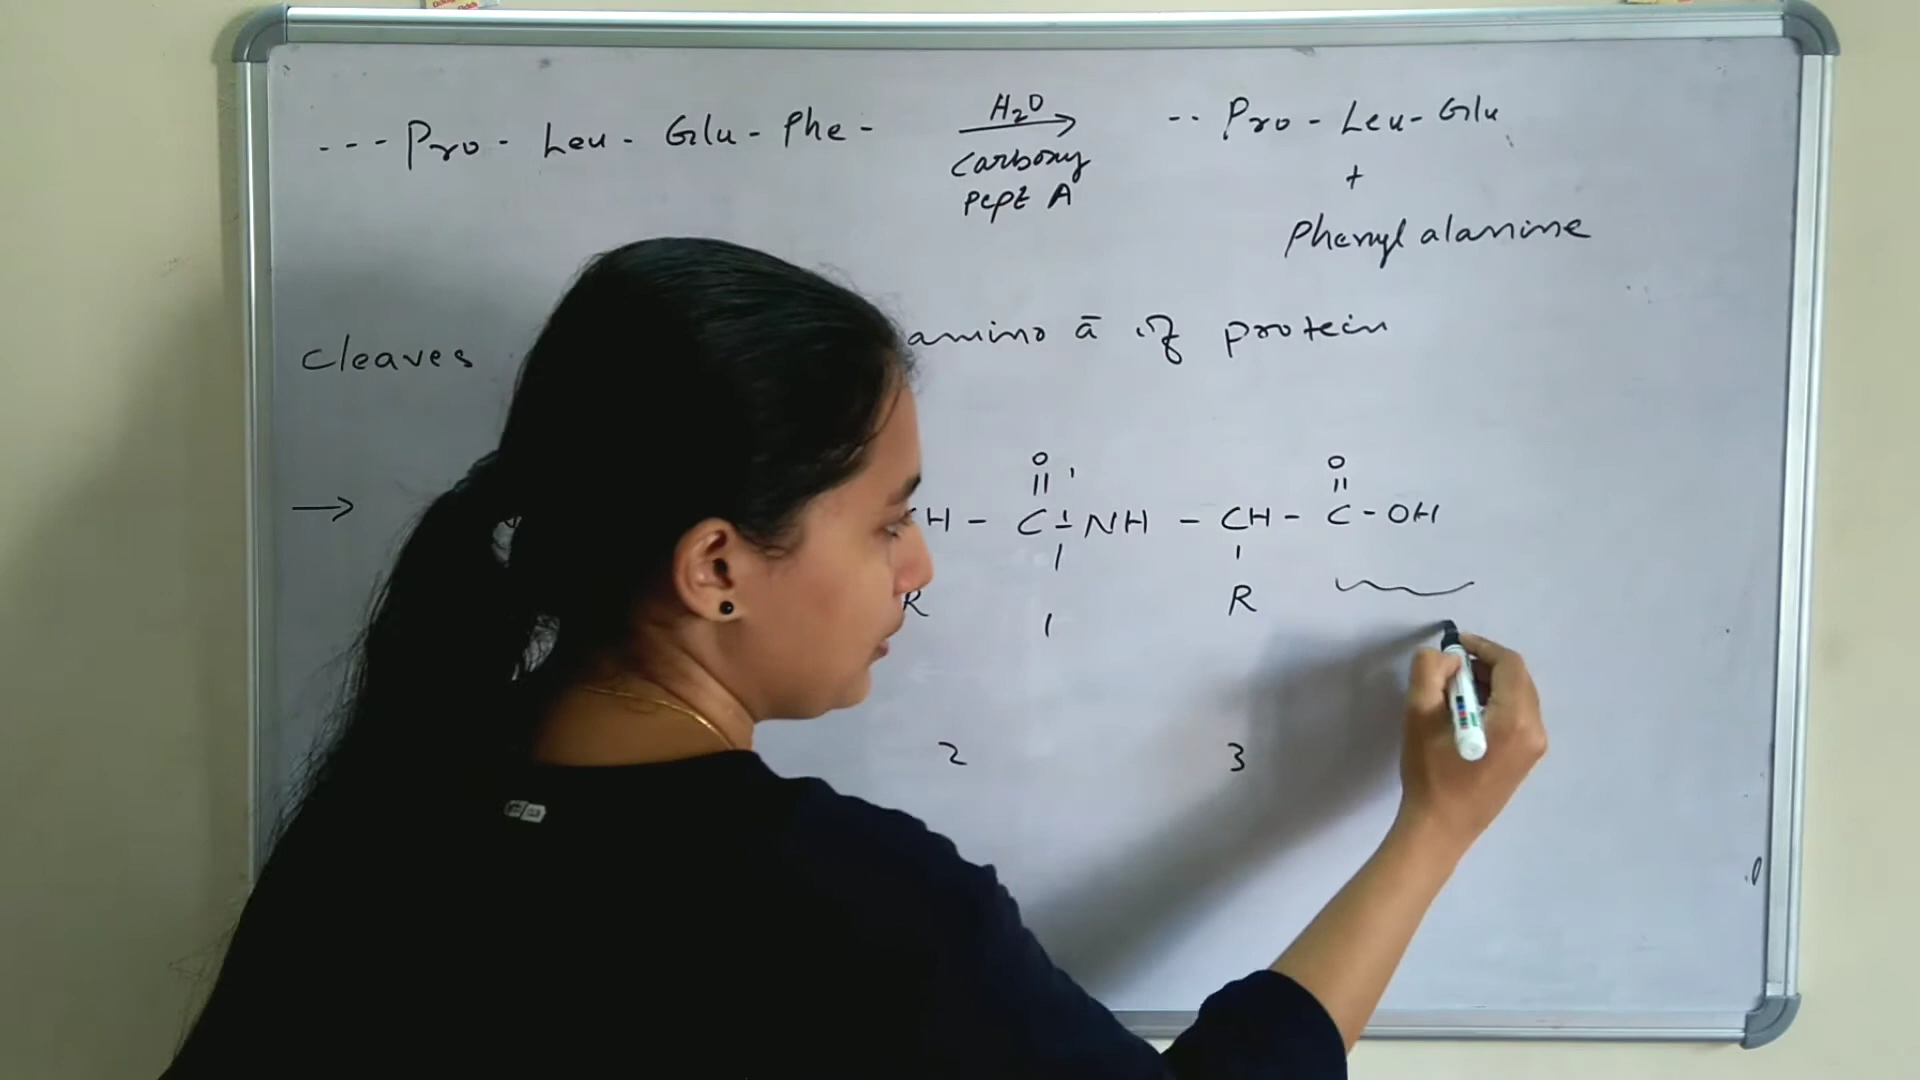 --- Pro - Leu - Glu - Phe - H₂O -- Pro - Leu - Glu
Carboxy
Pept A
+
Phenyl alanine
Cleaves amino ā of protein
O O
|| ||
→ CH - C - NH - CH - C - OH
R R
2 3